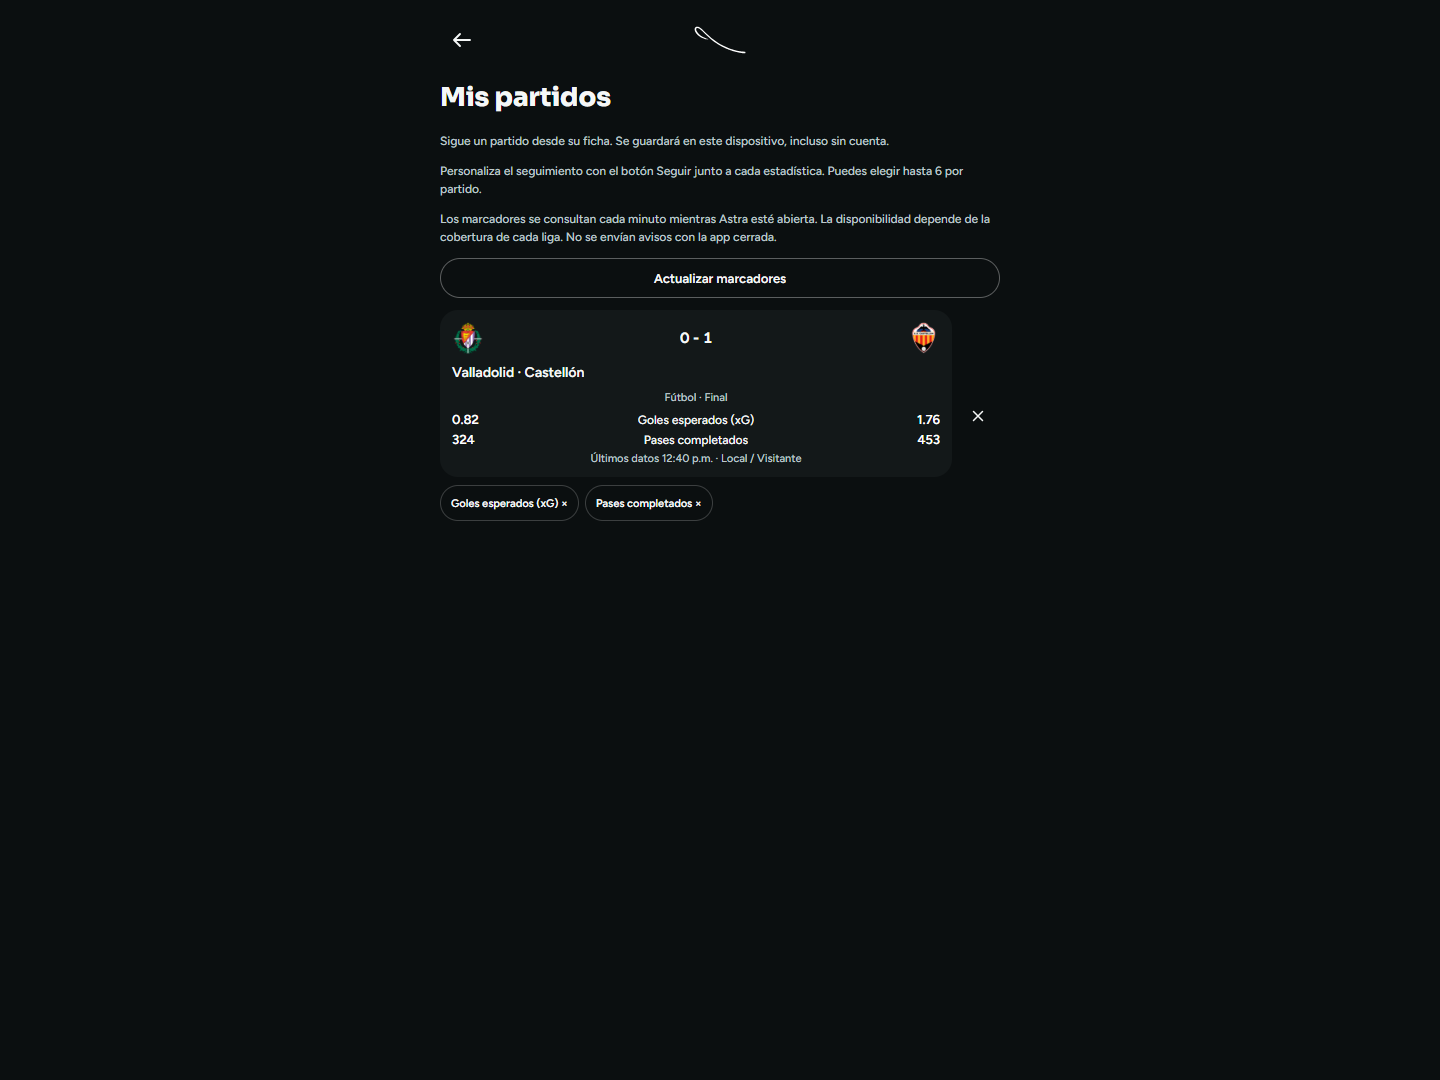 Mis partidos
Sigue un partido desde su ficha. Se guardará en este dispositivo, incluso sin cuenta.
Personaliza el seguimiento con el botón Seguir junto a cada estadística. Puedes elegir hasta 6 por
partido.
Los marcadores se consultan cada minuto mientras Astra esté abierta. La disponibilidad depende de la
cobertura de cada liga. No se envían avisos con la app cerrada.
Actualizar marcadores
0 - 1
Valladolid · Castellón
Fútbol · Final
0.82 Goles esperados (xG) 1.76
324 Pases completados 453
Últimos datos 12:40 p.m. · Local / Visitante
Goles esperados (xG) × Pases completados ×